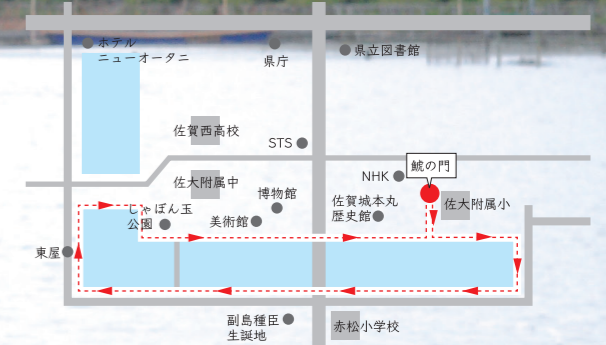 ホテル
ニューオータニ
県庁
県立図書館
佐賀西高校
STS
NHK
鯱の門
佐大附属中
博物館
佐賀城本丸
歴史館
佐大附属小
しゃぼん玉
公園
美術館
東屋
副島種臣
生誕地
赤松小学校